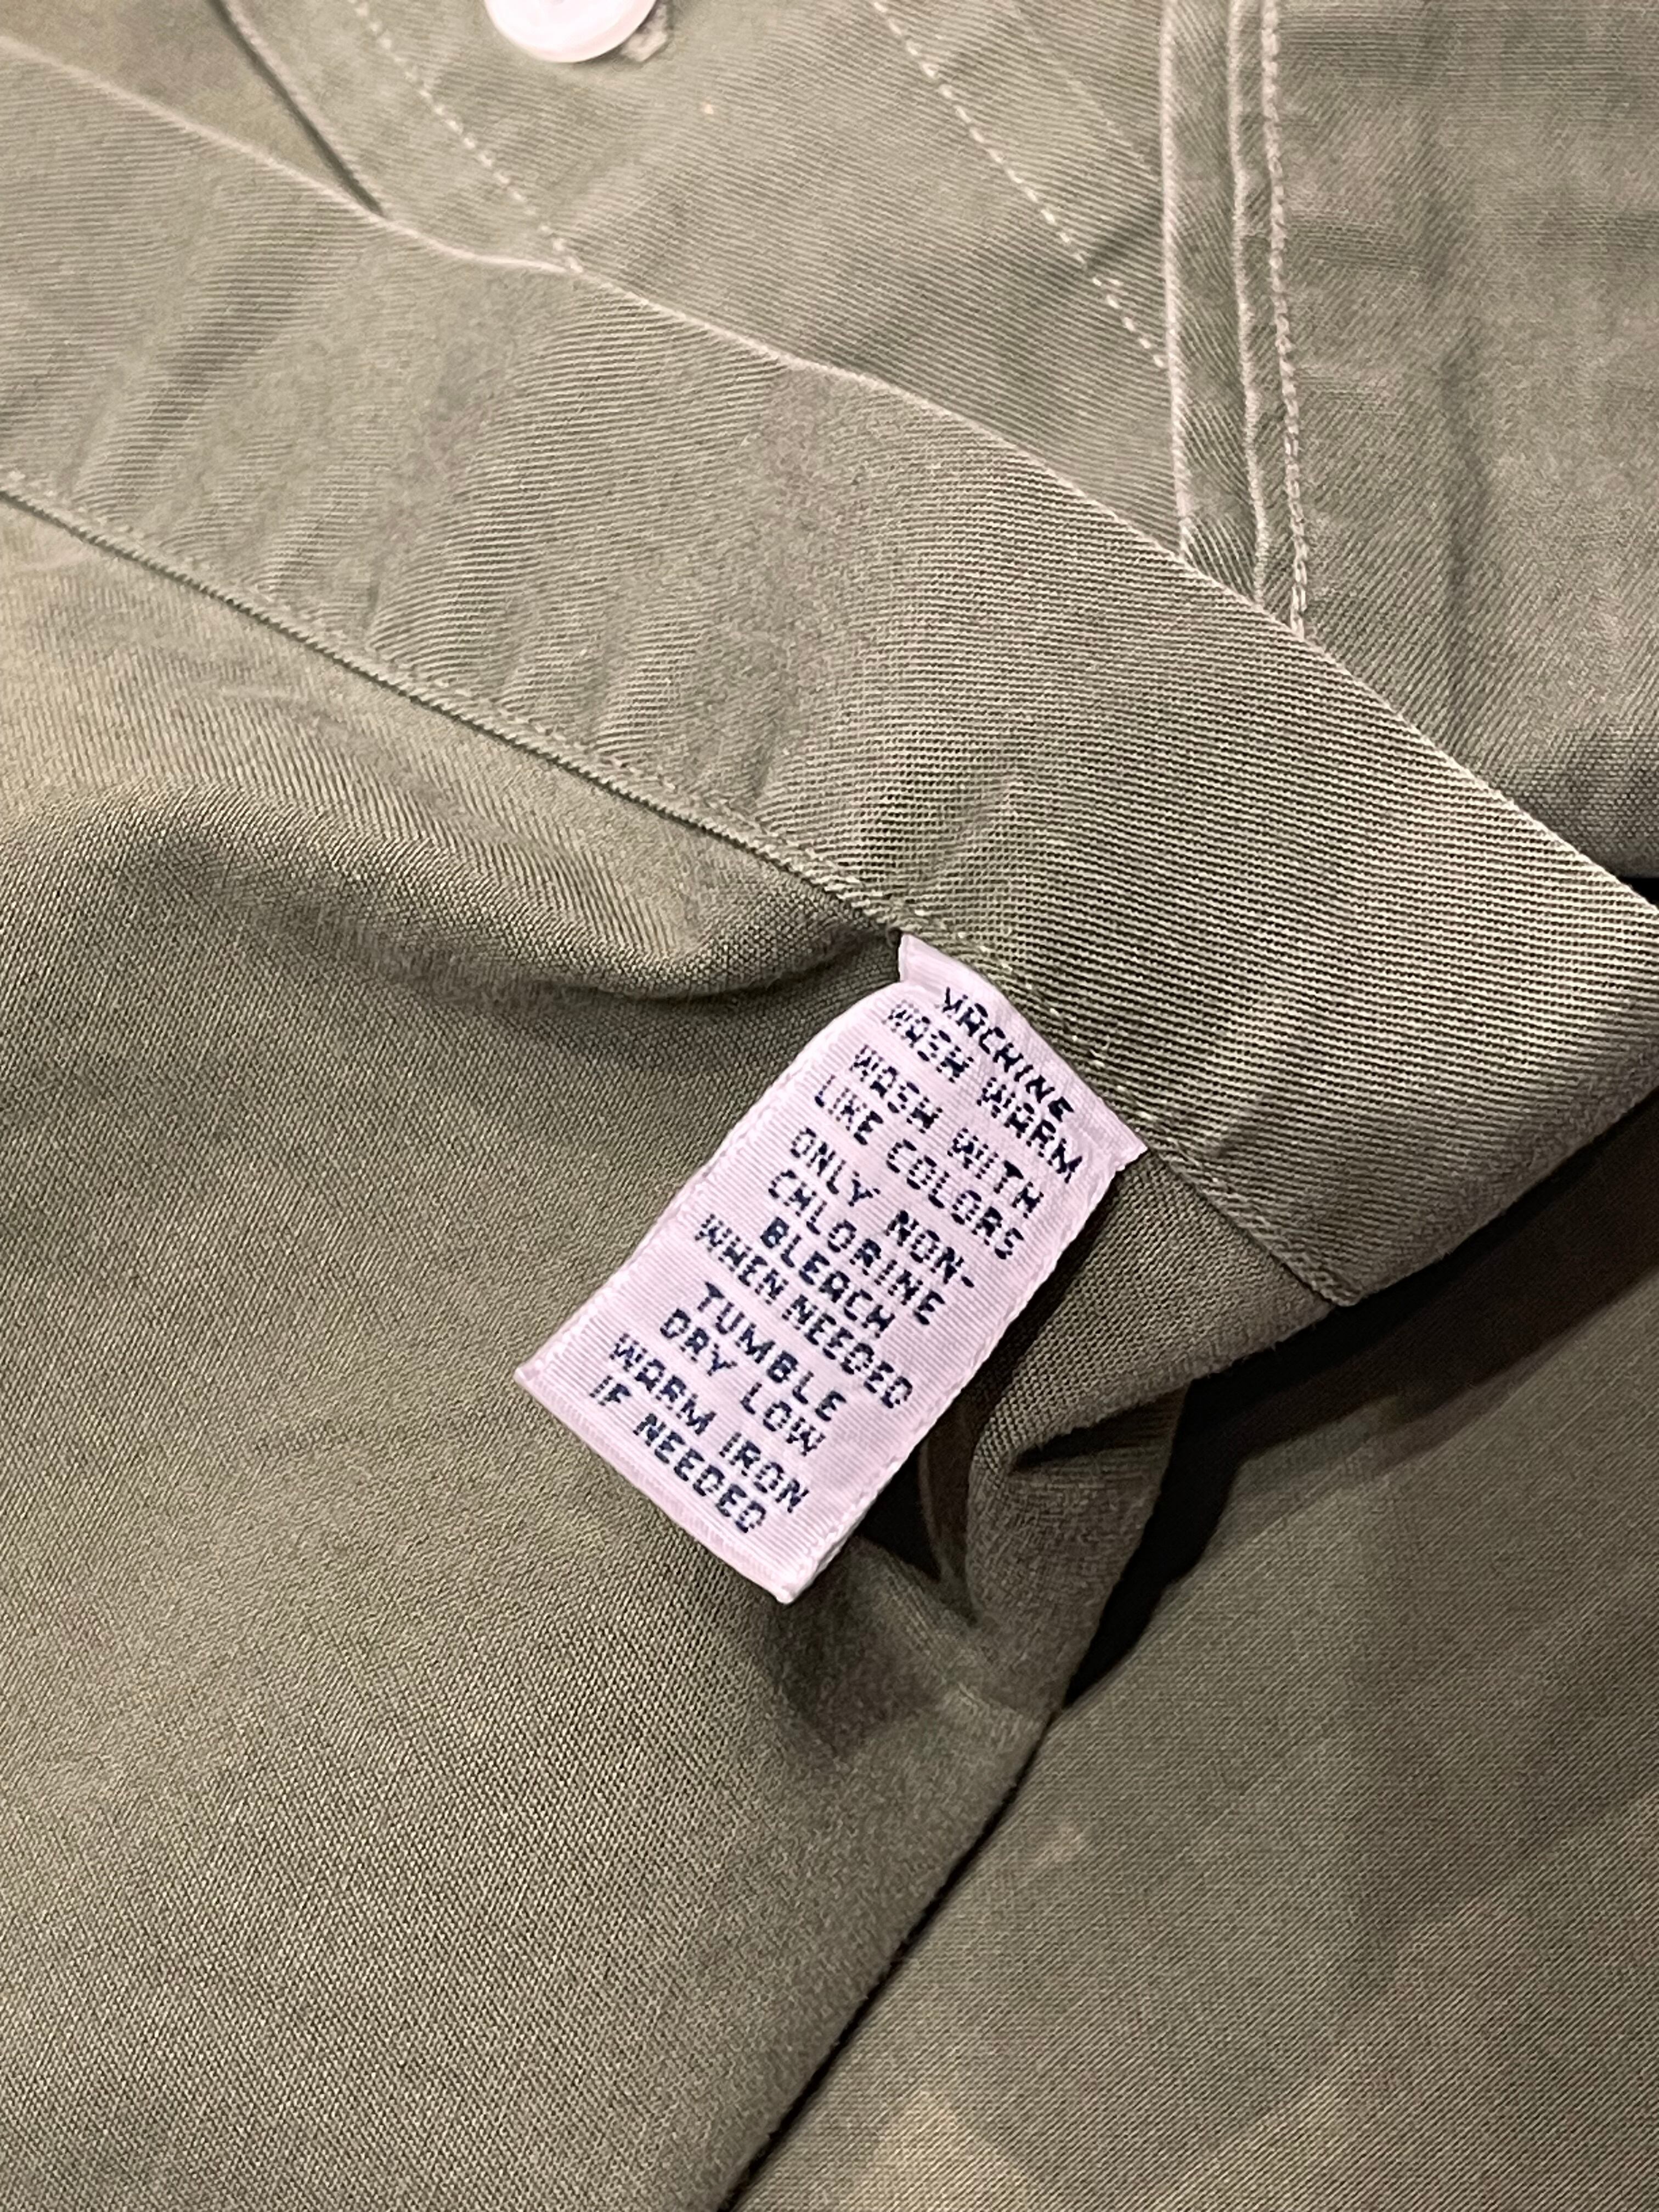 MACHINE
WASH WARM
WASH WITH
LIKE COLORS
ONLY NON-
CHLORINE
BLEACH
WHEN NEEDED
TUMBLE
DRY LOW
WARM IRON
IF NEEDED